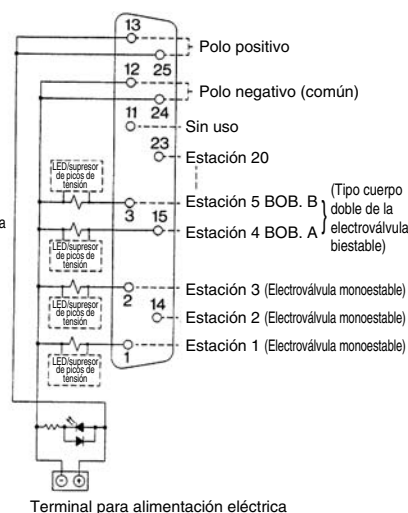 13
Polo positivo
12 25
Polo negativo (común)
24
11 Sin uso
23
Estación 20
LED/supresor
de picos de
tensión
Estación 5 BOB. B
3 15
Estación 4 BOB. A
(Tipo cuerpo
doble de la
electroválvula
biestable)
a
LED/supresor
de picos de
tensión
Estación 3 (Electroválvula monoestable)
2 14
LED/supresor
de picos de
tensión
Estación 2 (Electroválvula monoestable)
Estación 1 (Electroválvula monoestable)
1
LED/supresor
de picos de
tensión
- +
Terminal para alimentación eléctrica